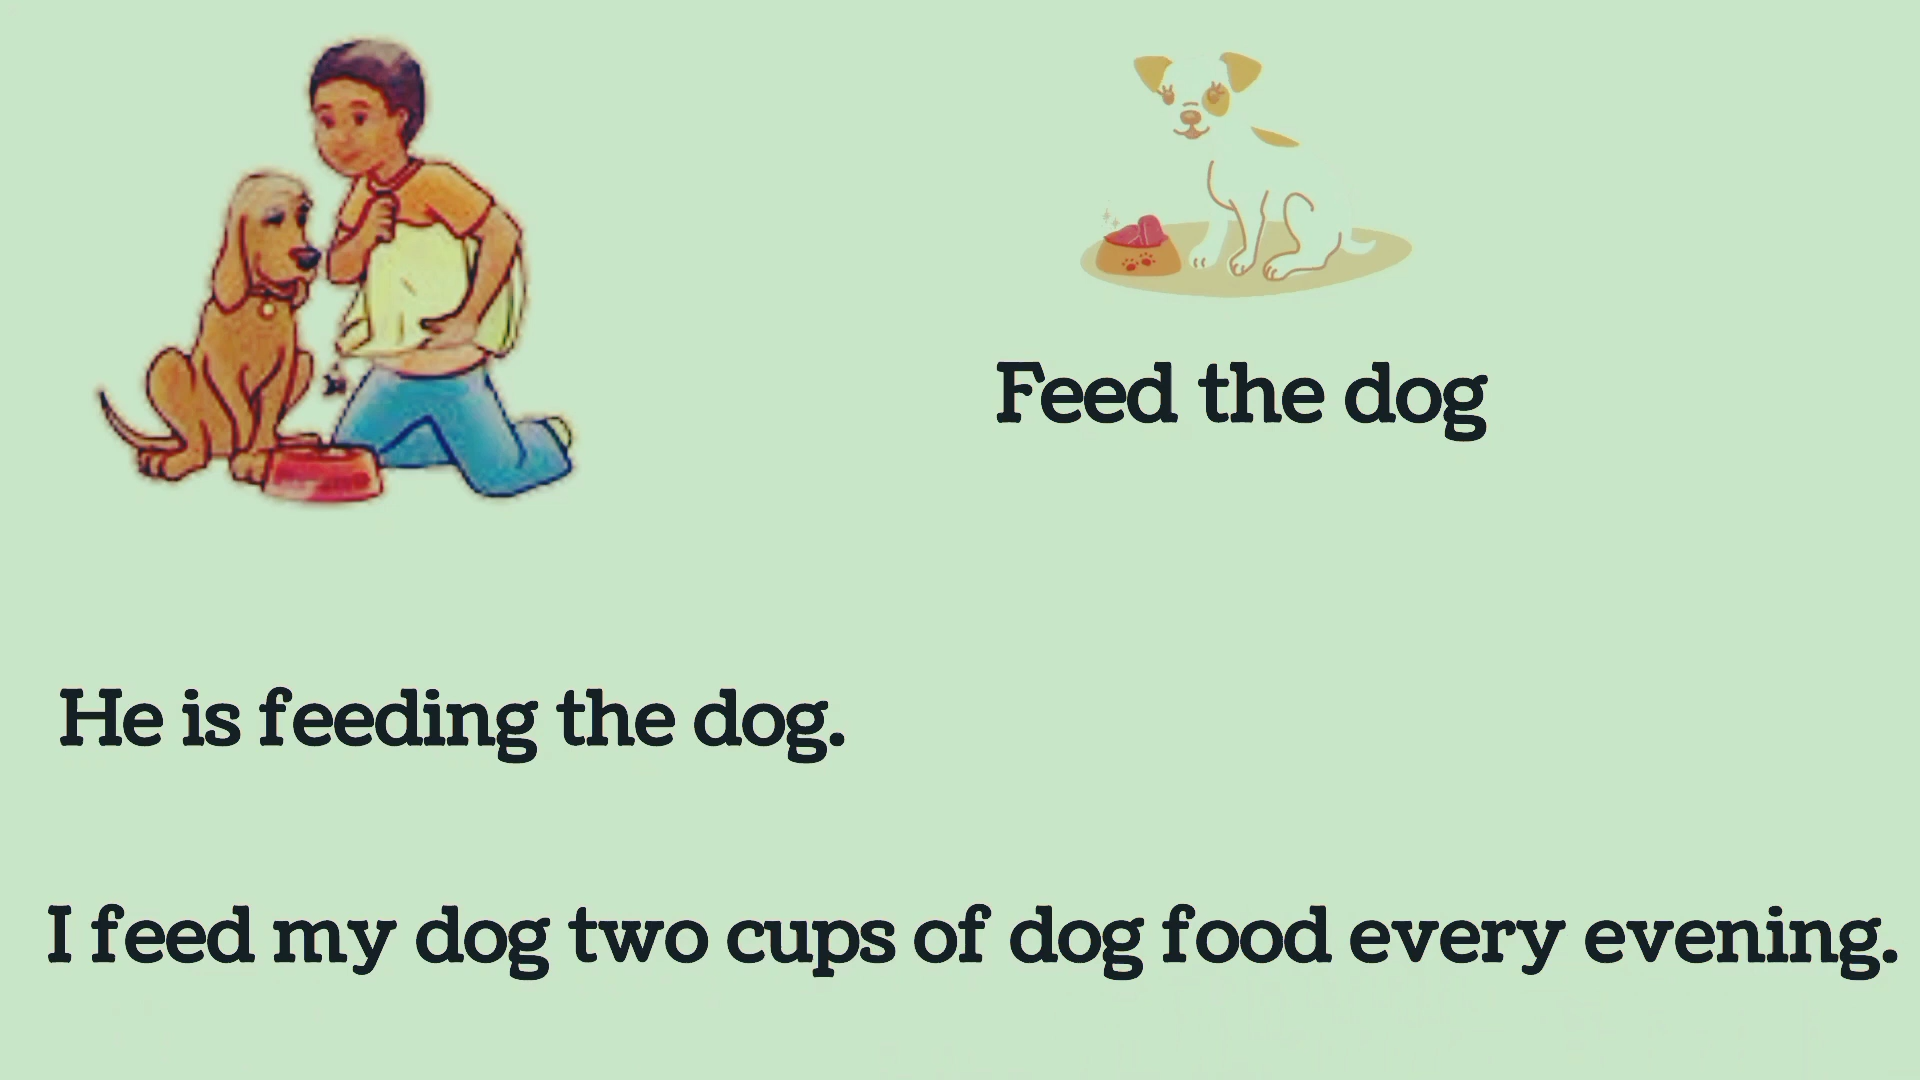 Feed the dog
He is feeding the dog.
I feed my dog two cups of dog food every evening.